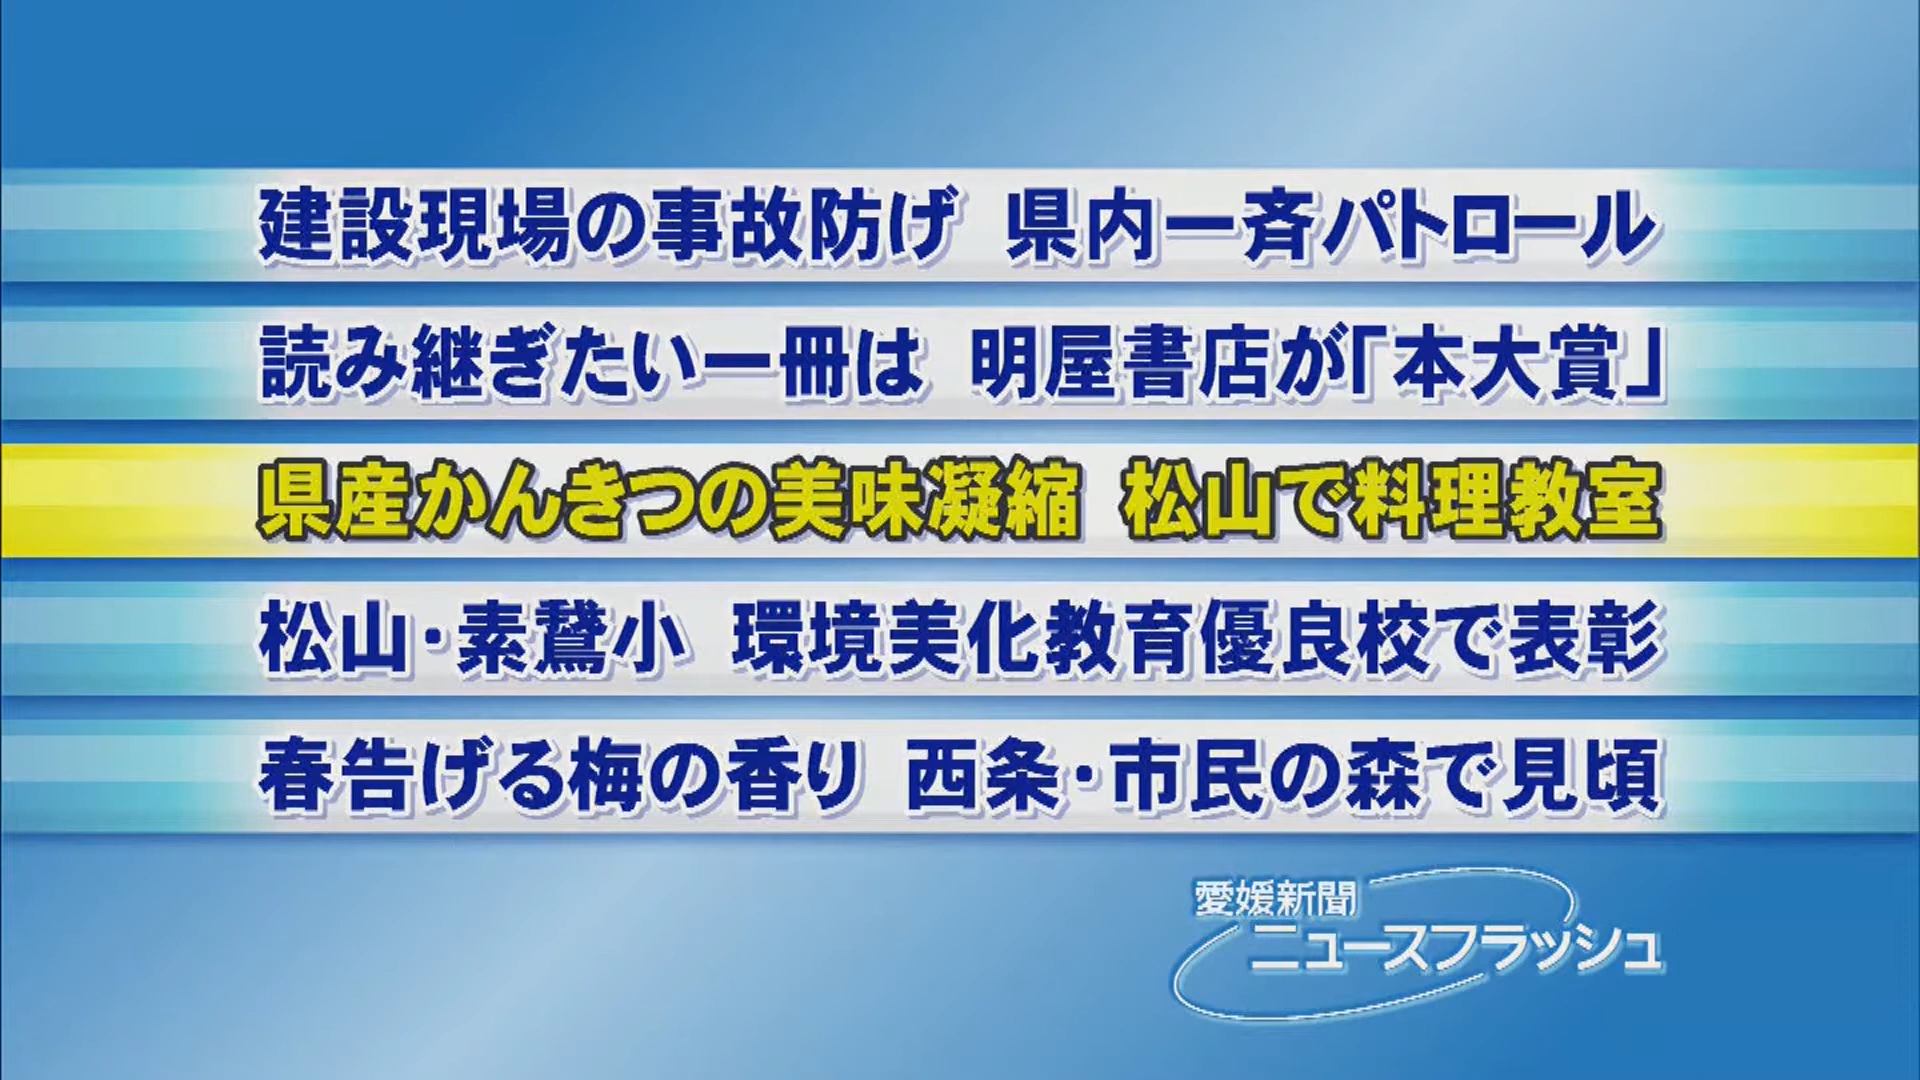 建設現場の事故防げ　県内一斉パトロール
読み継ぎたい一冊は　明屋書店が「本大賞」
県産かんきつの美味凝縮　松山で料理教室
松山・素鵞小　環境美化教育優良校で表彰
春告げる梅の香り　西条・市民の森で見頃
愛媛新聞
ニュースフラッシュ